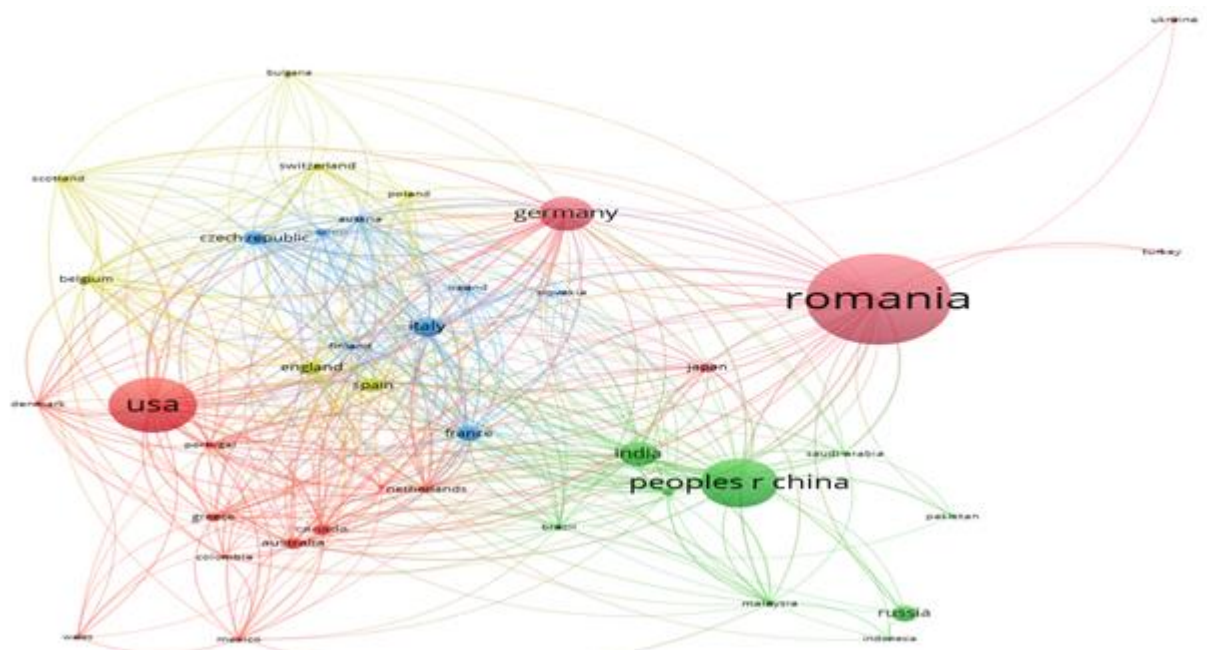 ukraine
bulgaria
switzerland
scotland
poland
germany
austria
czech republic
turkey
belgium
ireland
slovakia
romania
italy
finland
england
japan
spain
denmark
usa
france
portugal
india
saudi arabia
peoples r china
netherlands
greece
pakistan
canada
brazil
australia
colombia
malaysia
russia
wales
mexico
indonesia